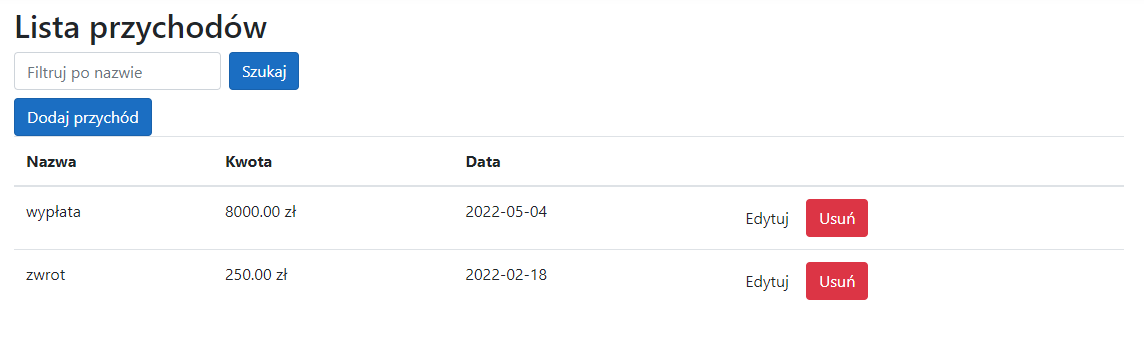 Lista przychodów
Filtruj po nazwie Szukaj
Dodaj przychód
Nazwa Kwota Data
wypłata 8000.00 zł 2022-05-04 Edytuj Usuń
zwrot 250.00 zł 2022-02-18 Edytuj Usuń